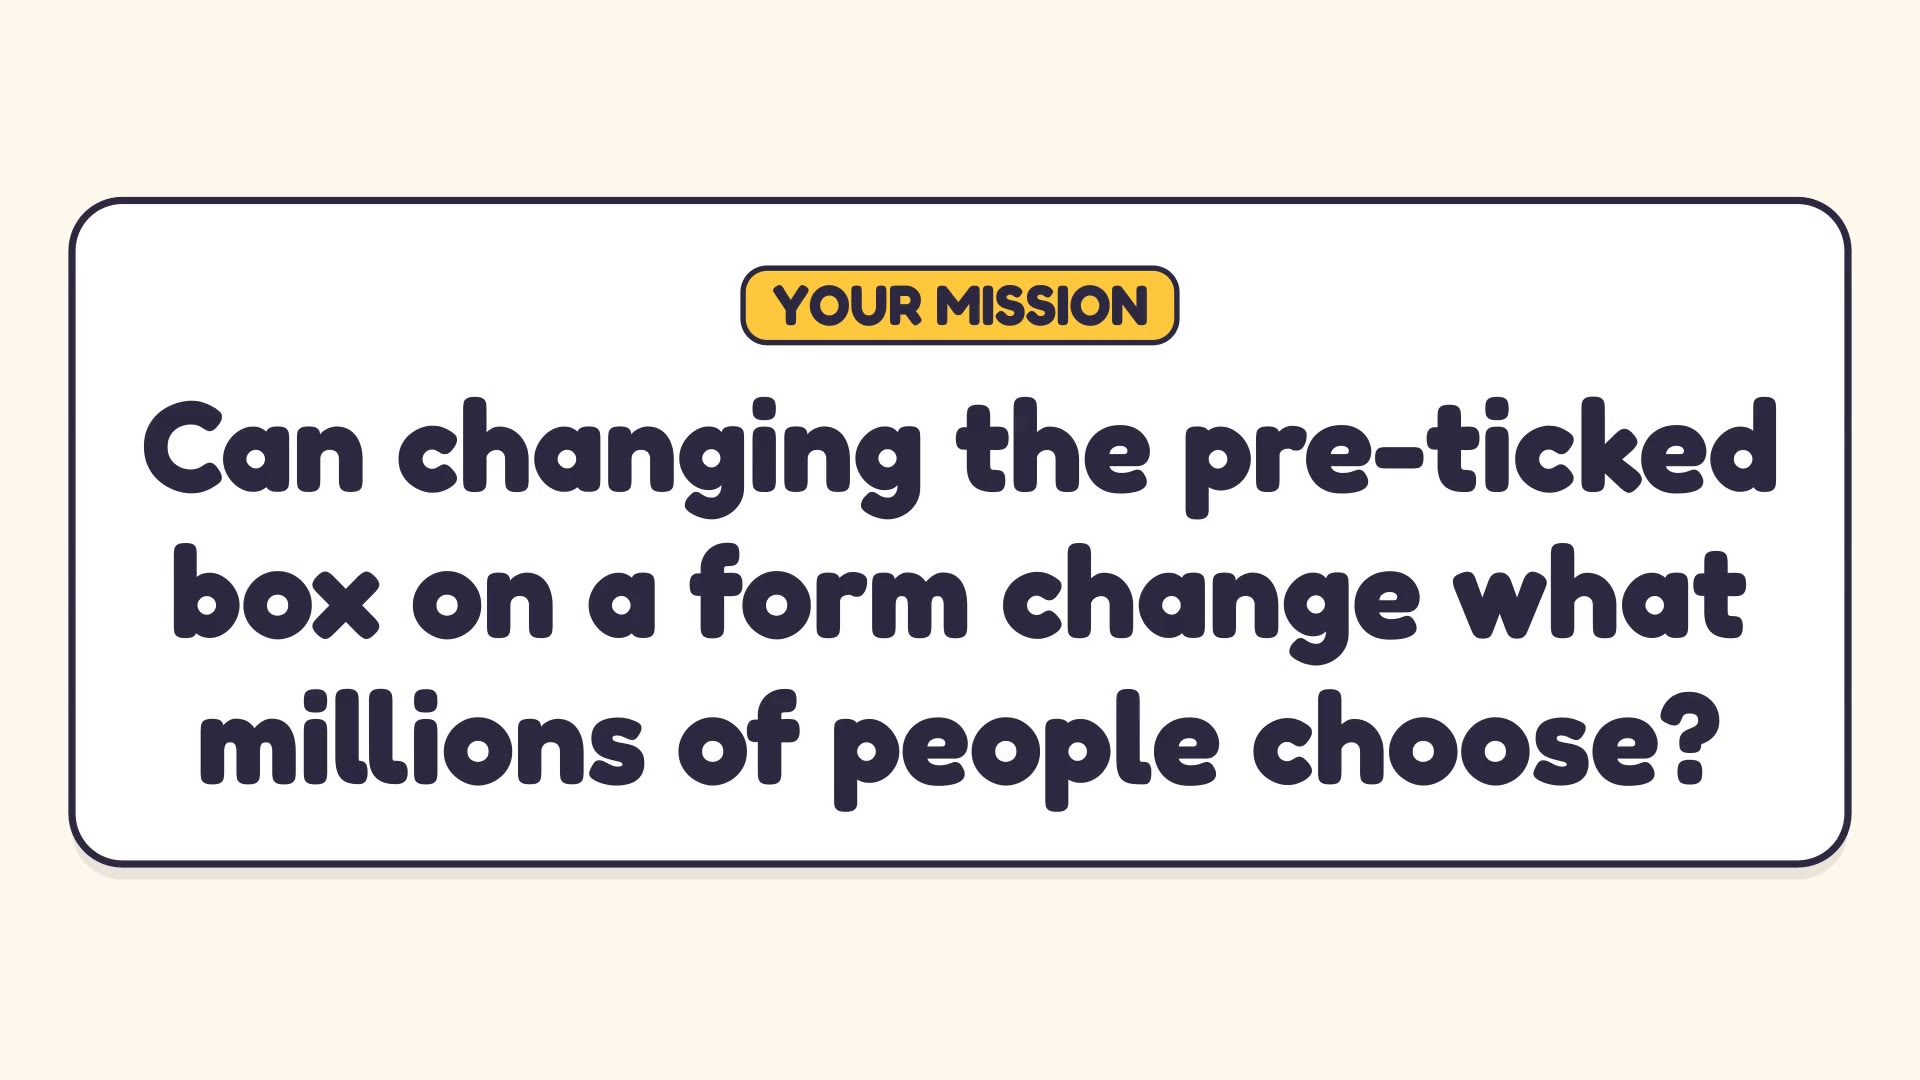 YOUR MISSION
Can changing the pre-ticked
box on a form change what
millions of people choose?